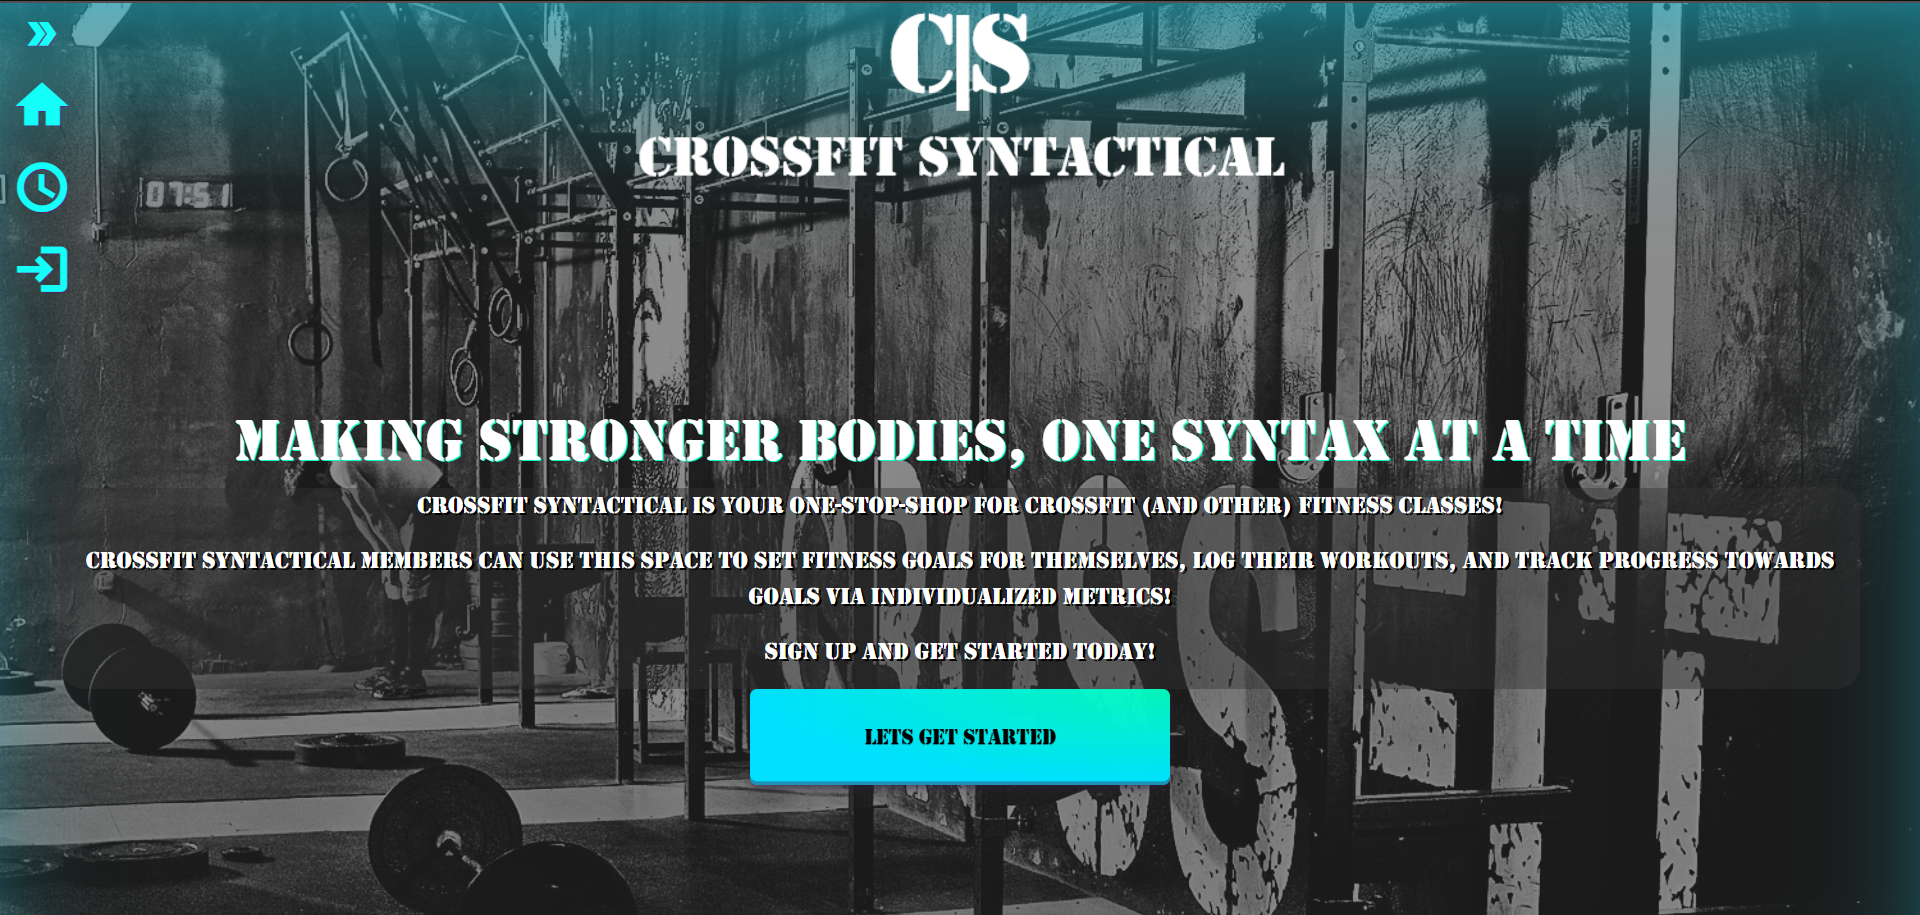 C|S
CROSSFIT SYNTACTICAL
07:51
MAKING STRONGER BODIES, ONE SYNTAX AT A TIME
CROSSFIT SYNTACTICAL IS YOUR ONE-STOP-SHOP FOR CROSSFIT (AND OTHER) FITNESS CLASSES!
CROSSFIT SYNTACTICAL MEMBERS CAN USE THIS SPACE TO SET FITNESS GOALS FOR THEMSELVES, LOG THEIR WORKOUTS, AND TRACK PROGRESS TOWARDS
GOALS VIA INDIVIDUALIZED METRICS!
SIGN UP AND GET STARTED TODAY!
LETS GET STARTED